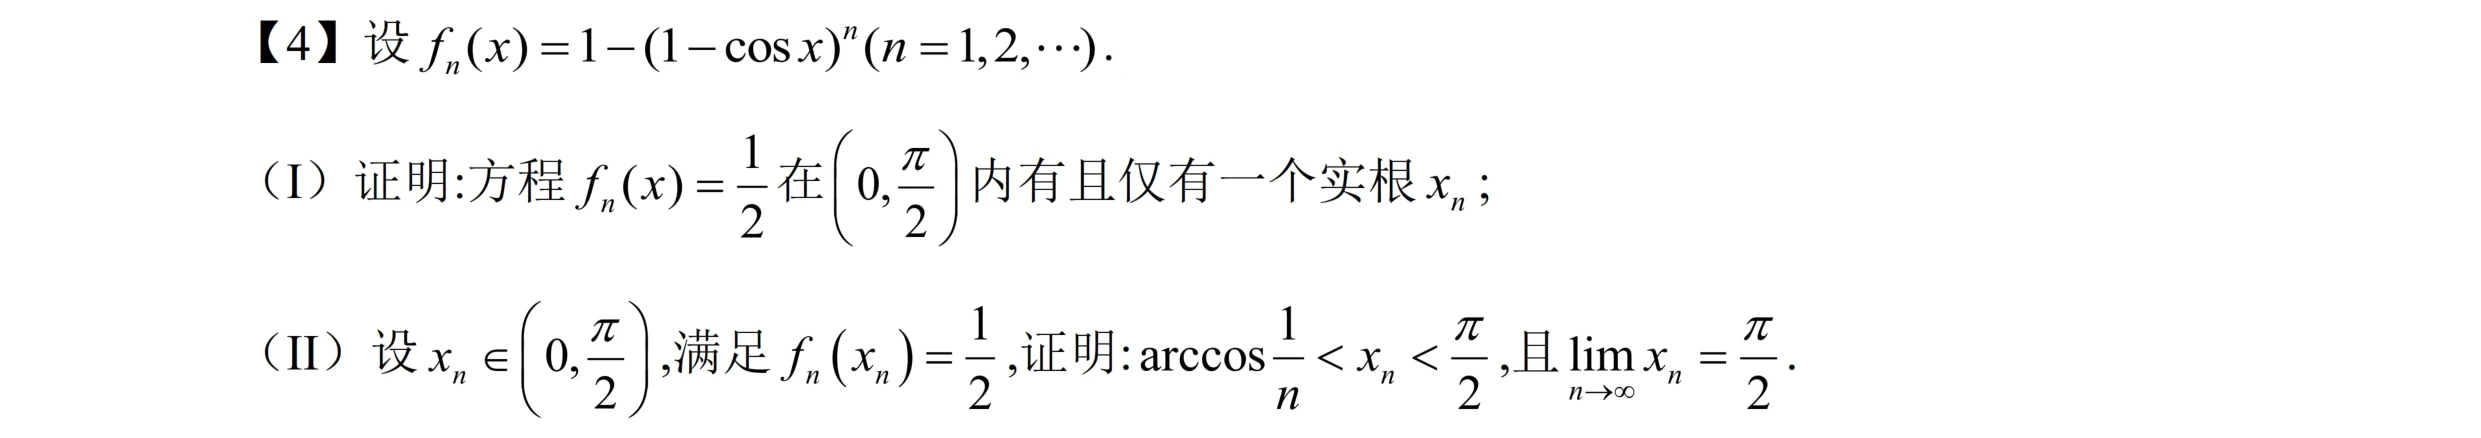 【4】设 $f_n(x)=1-(1-\cos x)^n(n=1,2,\cdots)$.
（I）证明:方程 $f_n(x)=\frac{1}{2}$ 在 $\left(0,\frac{\pi}{2}\right)$ 内有且仅有一个实根 $x_n$；
（II）设 $x_n\in\left(0,\frac{\pi}{2}\right)$,满足 $f_n(x_n)=\frac{1}{2}$,证明:$\arccos\frac{1}{n}<x_n<\frac{\pi}{2}$,且 $\lim_{n\to\infty}x_n=\frac{\pi}{2}$.